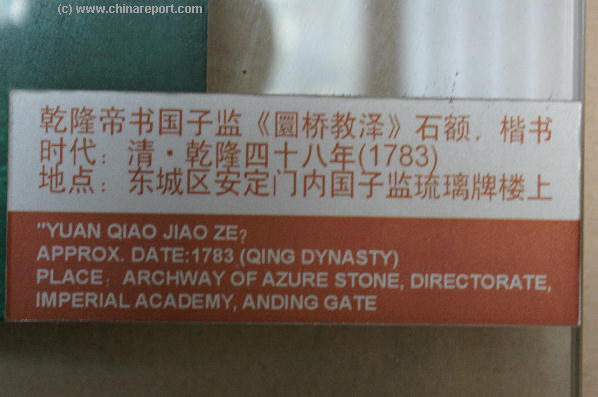 (c) www.chinareport.com
乾隆帝书国子监《圜桥教泽》石额．楷书
时代：清·乾隆四十八年(1783)
地点：东城区安定门内国子监琉璃牌楼上
"YUAN QIAO JIAO ZE?
APPROX. DATE:1783 (QING DYNASTY)
PLACE：ARCHWAY OF AZURE STONE, DIRECTORATE,
IMPERIAL ACADEMY, ANDING GATE